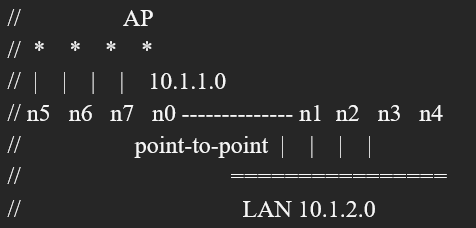 //                 AP
//  *    *    *    *
//  |    |    |    |    10.1.1.0
// n5   n6   n7   n0 -------------- n1   n2   n3   n4
//                   point-to-point  |    |    |    |
//                                   ================
//                                     LAN 10.1.2.0